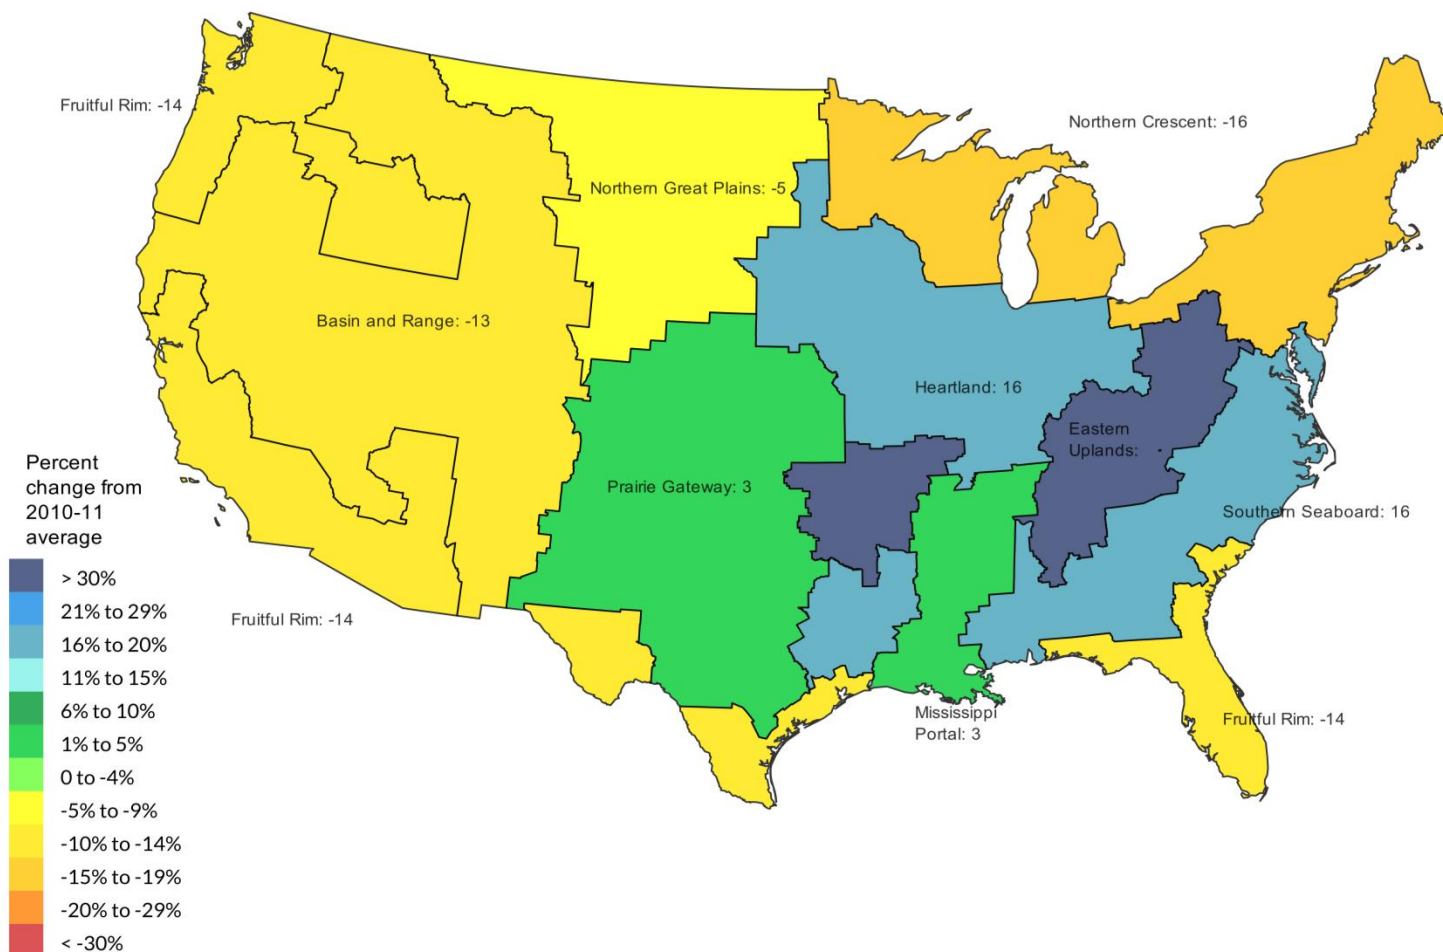 Fruitful Rim: -14
Northern Crescent: -16
Northern Great Plains: -5
Basin and Range: -13
Heartland: 16
Eastern
Uplands:
Prairie Gateway: 3
Southern Seaboard: 16
Fruitful Rim: -14
Mississippi
Portal: 3
Fruitful Rim: -14
Percent
change from
2010-11
average
> 30%
21% to 29%
16% to 20%
11% to 15%
6% to 10%
1% to 5%
0 to -4%
-5% to -9%
-10% to -14%
-15% to -19%
-20% to -29%
< -30%